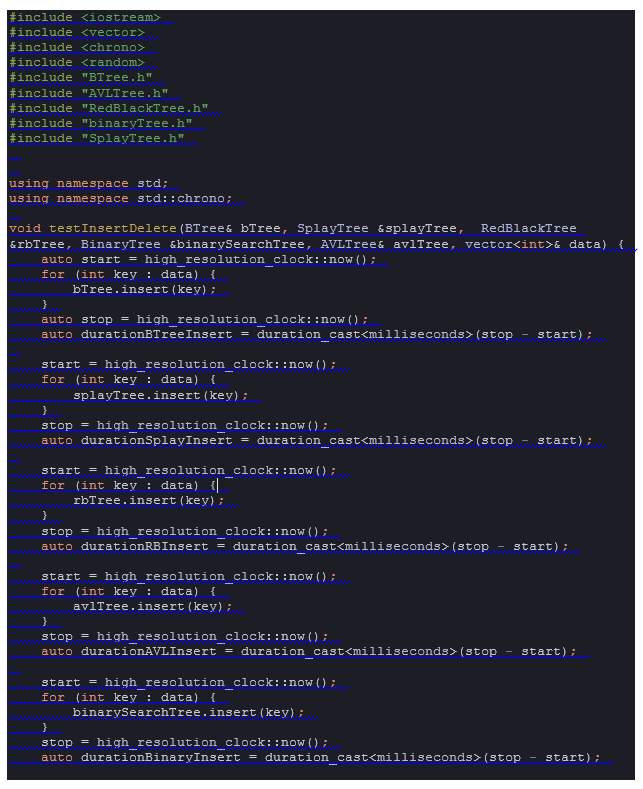 #include <iostream>
#include <vector>
#include <chrono>
#include <random>
#include "BTree.h"
#include "AVLTree.h"
#include "RedBlackTree.h"
#include "binaryTree.h"
#include "SplayTree.h"
using namespace std;
using namespace std::chrono;
void testInsertDelete(BTree& bTree, SplayTree &splayTree,  RedBlackTree
&rbTree, BinaryTree &binarySearchTree, AVLTree& avlTree, vector<int>& data) {
    auto start = high_resolution_clock::now();
    for (int key : data) {
        bTree.insert(key);
    }
    auto stop = high_resolution_clock::now();
    auto durationBTreeInsert = duration_cast<milliseconds>(stop - start);
    start = high_resolution_clock::now();
    for (int key : data) {
        splayTree.insert(key);
    }
    stop = high_resolution_clock::now();
    auto durationSplayInsert = duration_cast<milliseconds>(stop - start);
    start = high_resolution_clock::now();
    for (int key : data) {
        rbTree.insert(key);
    }
    stop = high_resolution_clock::now();
    auto durationRBInsert = duration_cast<milliseconds>(stop - start);
    start = high_resolution_clock::now();
    for (int key : data) {
        avlTree.insert(key);
    }
    stop = high_resolution_clock::now();
    auto durationAVLInsert = duration_cast<milliseconds>(stop - start);
    start = high_resolution_clock::now();
    for (int key : data) {
        binarySearchTree.insert(key);
    }
    stop = high_resolution_clock::now();
    auto durationBinaryInsert = duration_cast<milliseconds>(stop - start);